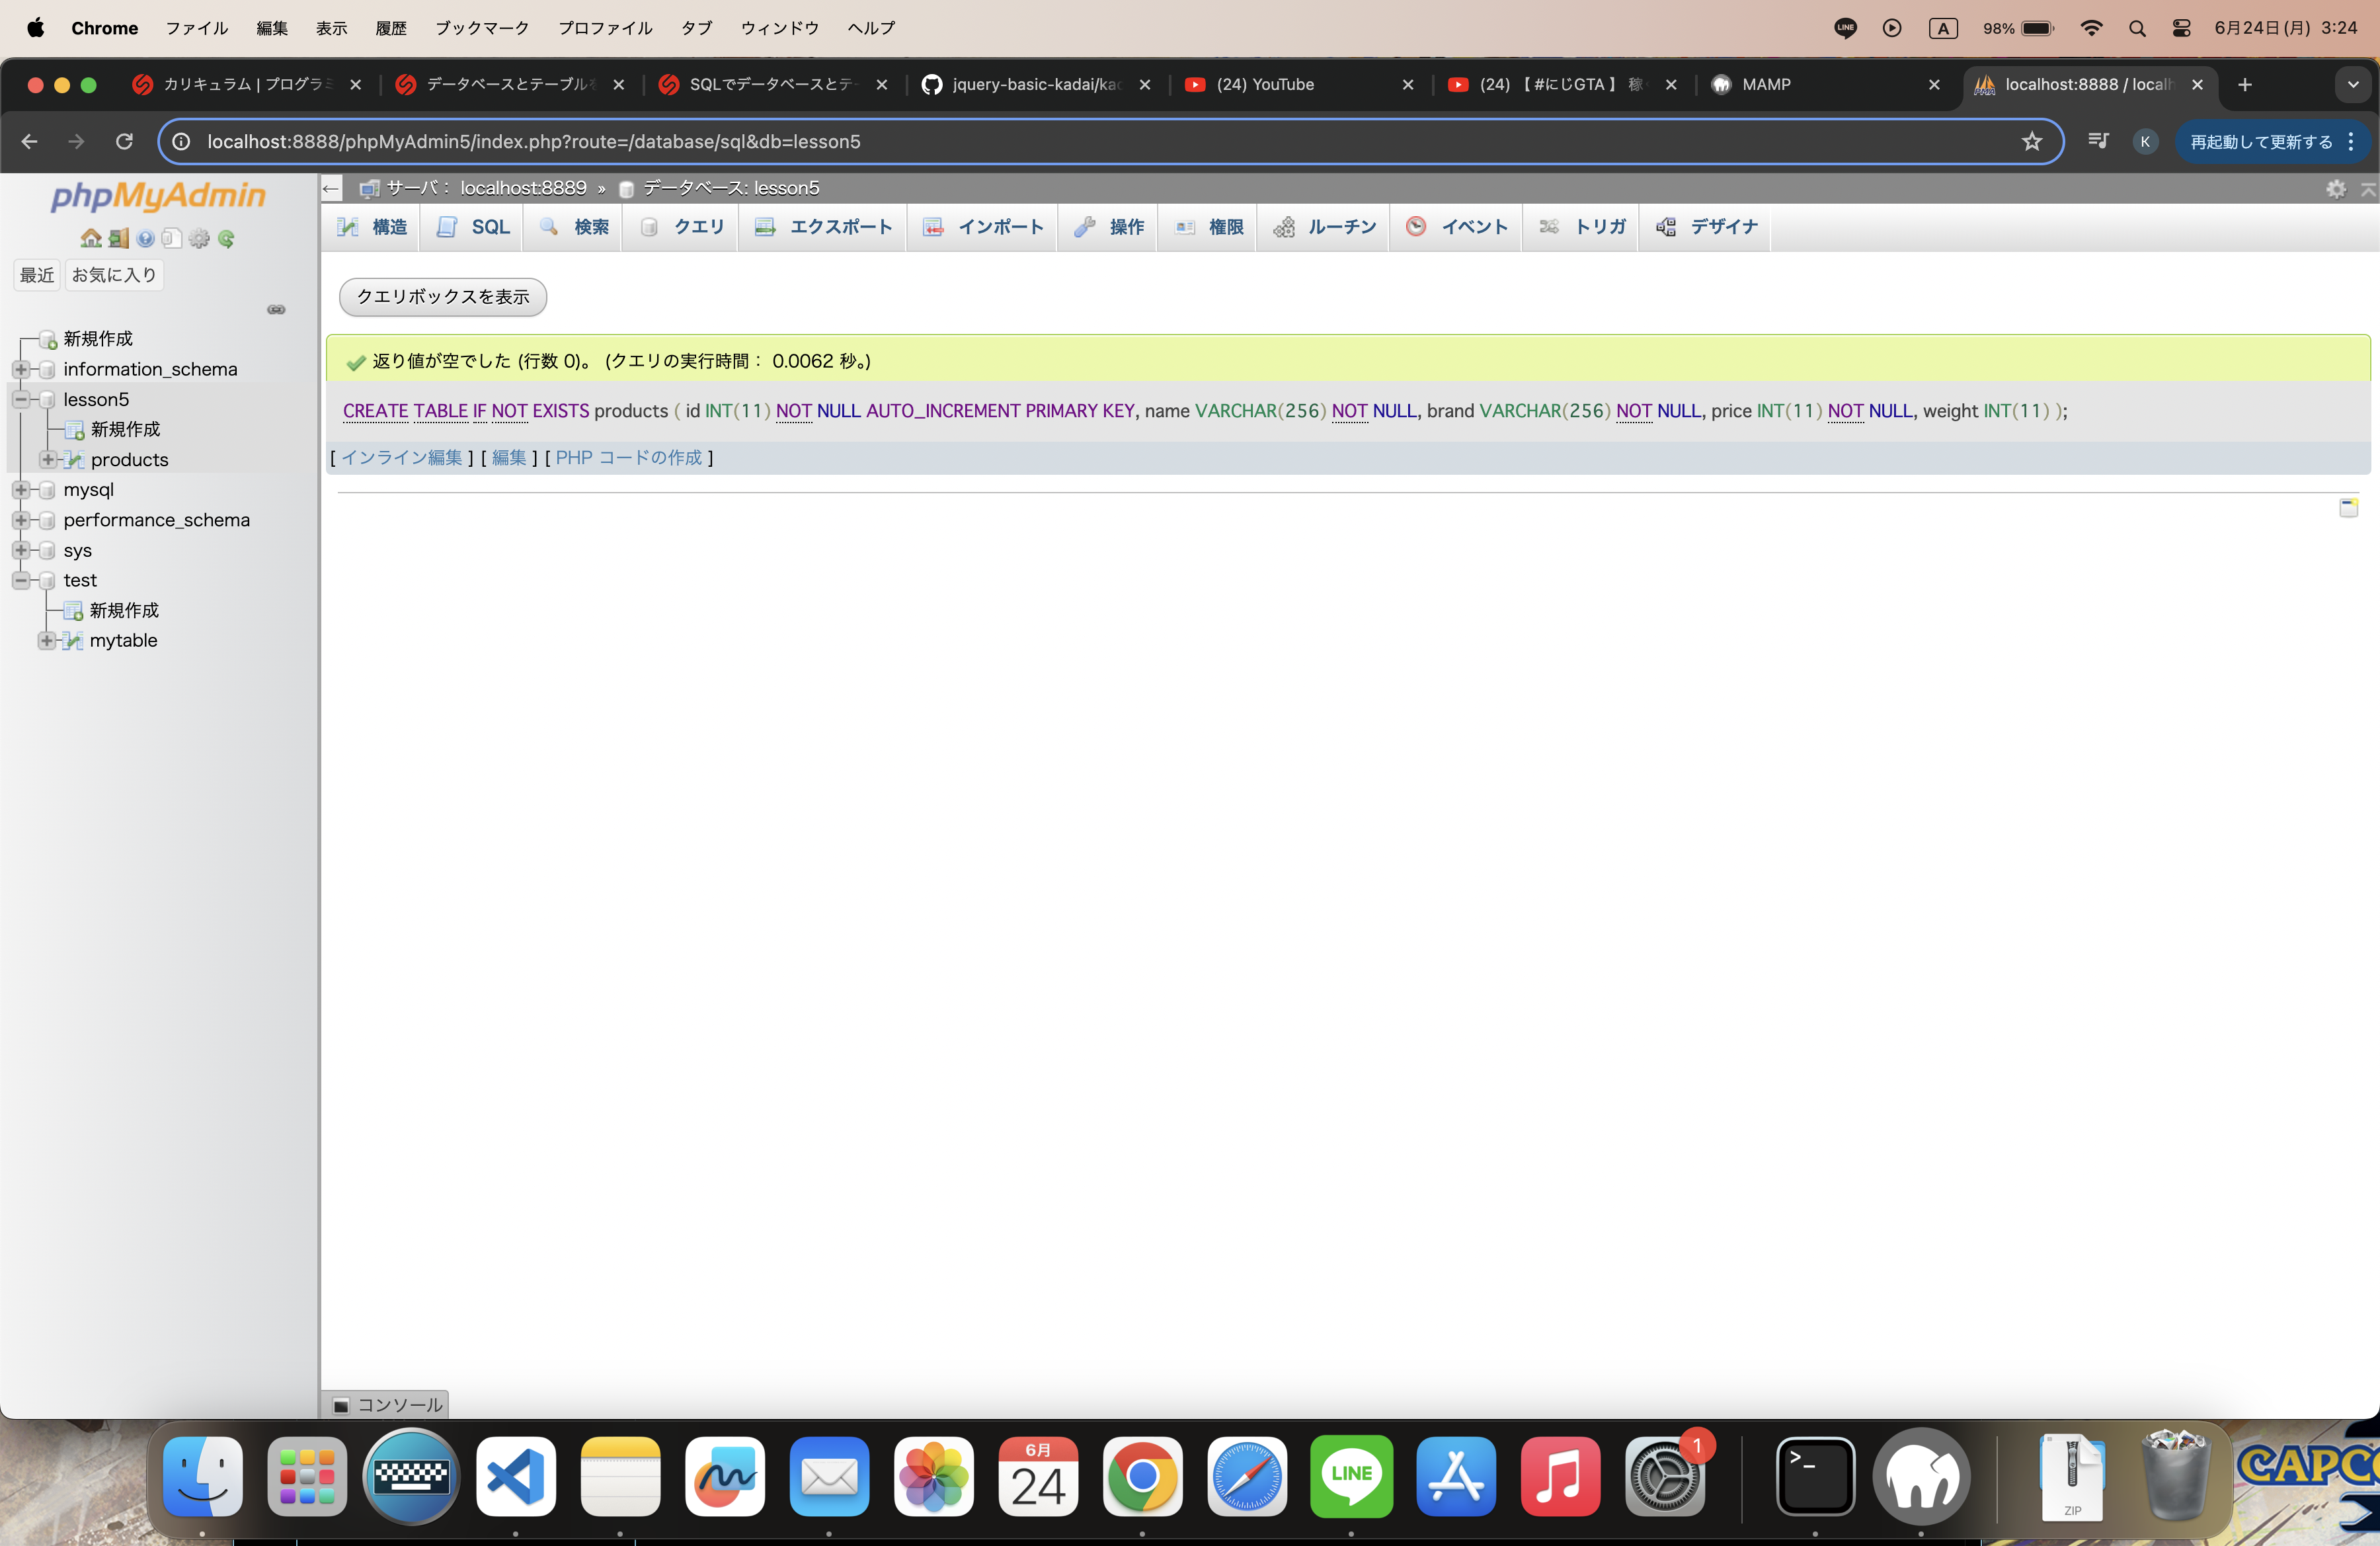 Chrome ファイル 編集 表示 履歴 ブックマーク プロファイル タブ ウィンドウ ヘルプ LINE A 98% 6月24日(月) 3:24
カリキュラム | プログラミ データベースとテーブルを SQLでデータベースとテー jquery-basic-kadai/kad (24) YouTube (24) 【 #にじGTA 】 稼 MAMP localhost:8888 / localh
localhost:8888/phpMyAdmin5/index.php?route=/database/sql&db=lesson5 K 再起動して更新する
phpMyAdmin
最近 お気に入り
新規作成
information_schema
lesson5
新規作成
products
mysql
performance_schema
sys
test
新規作成
mytable
サーバ： localhost:8889 » データベース: lesson5
構造 SQL 検索 クエリ エクスポート インポート 操作 権限 ルーチン イベント トリガ デザイナ
クエリボックスを表示
返り値が空でした (行数 0)。 (クエリの実行時間： 0.0062 秒。)
CREATE TABLE IF NOT EXISTS products ( id INT(11) NOT NULL AUTO_INCREMENT PRIMARY KEY, name VARCHAR(256) NOT NULL, brand VARCHAR(256) NOT NULL, price INT(11) NOT NULL, weight INT(11) );
[ インライン編集 ] [ 編集 ] [ PHP コードの作成 ]
コンソール
6月
24
LINE
1
>_
ZIP